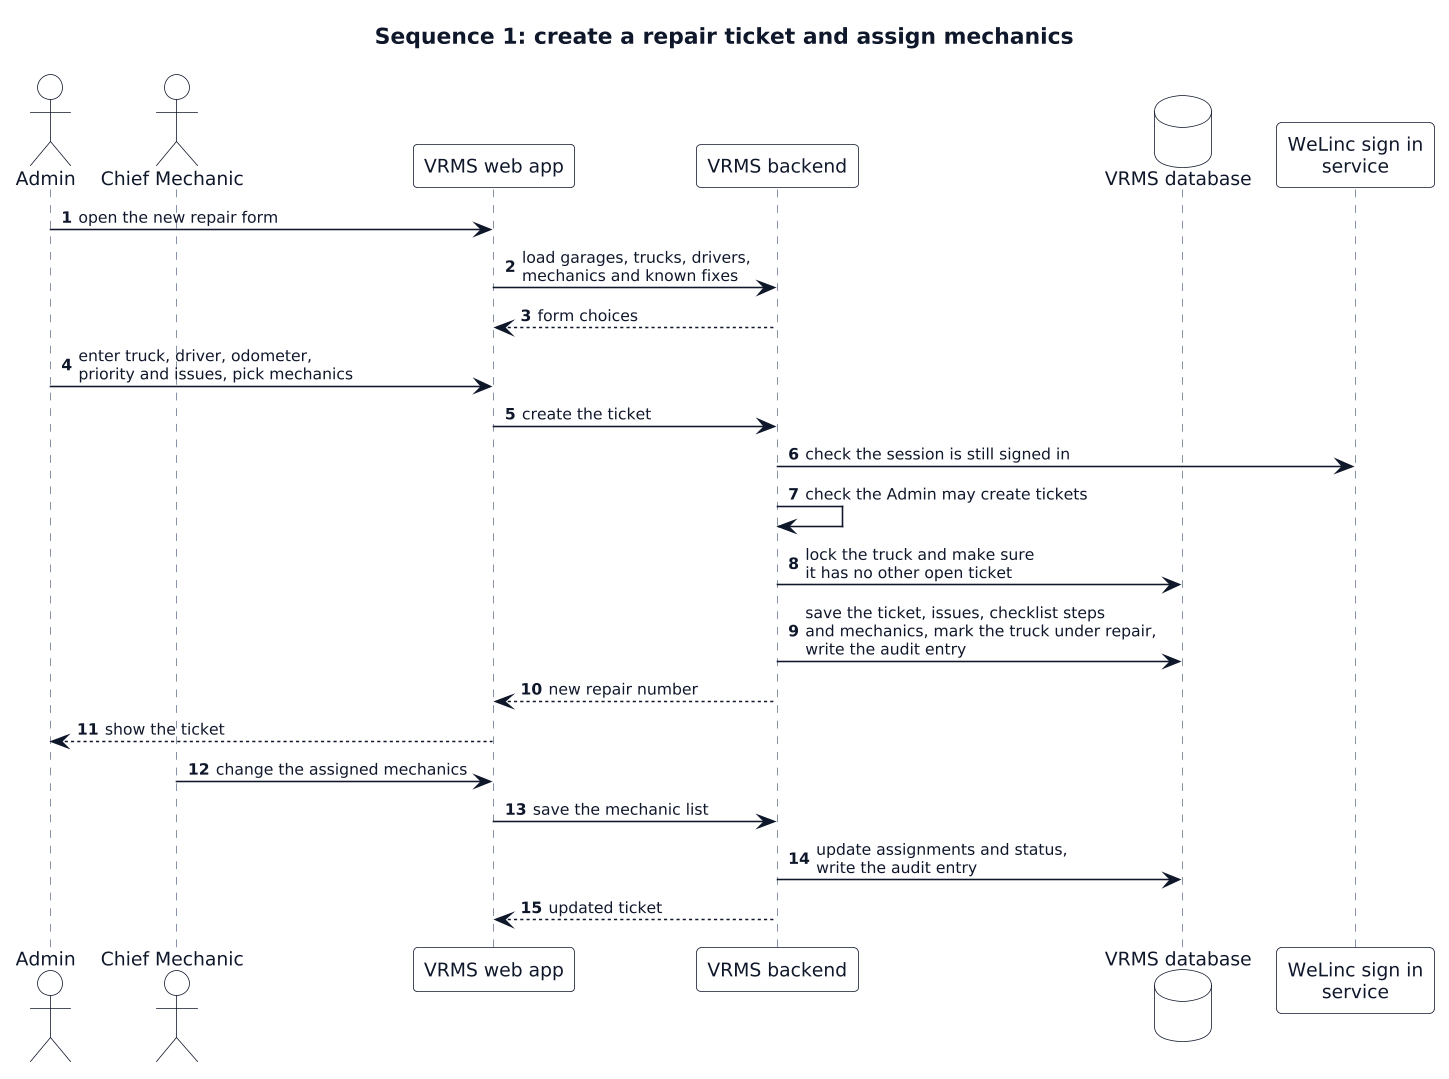 Sequence 1: create a repair ticket and assign mechanics
Admin
Chief Mechanic
VRMS web app
VRMS backend
VRMS database
WeLinc sign in
service
1 open the new repair form
2 load garages, trucks, drivers,
mechanics and known fixes
3 form choices
4 enter truck, driver, odometer,
priority and issues, pick mechanics
5 create the ticket
6 check the session is still signed in
7 check the Admin may create tickets
8 lock the truck and make sure
it has no other open ticket
9 save the ticket, issues, checklist steps
and mechanics, mark the truck under repair,
write the audit entry
10 new repair number
11 show the ticket
12 change the assigned mechanics
13 save the mechanic list
14 update assignments and status,
write the audit entry
15 updated ticket
Admin
Chief Mechanic
VRMS web app
VRMS backend
VRMS database
WeLinc sign in
service